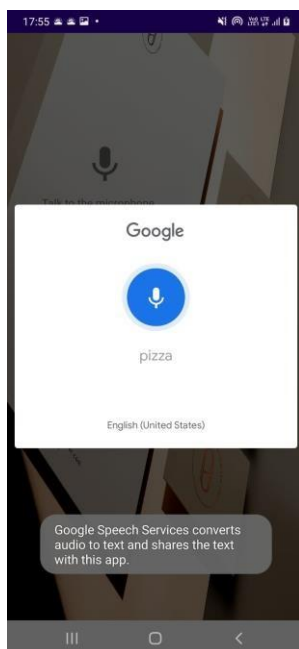 17:55
Talk to the microphone
Google
pizza
English (United States)
Google Speech Services converts
audio to text and shares the text
with this app.